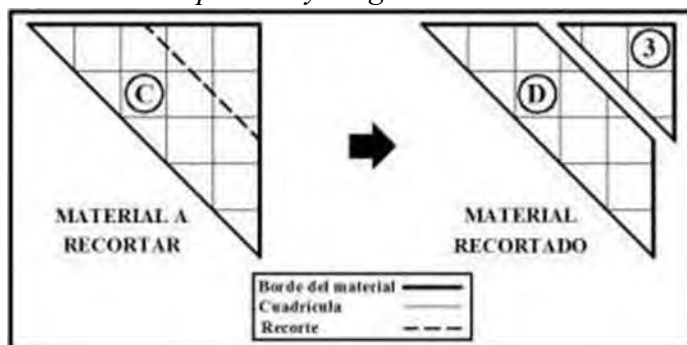 C
D
3
MATERIAL A
RECORTAR
MATERIAL
RECORTADO
Borde del material
Cuadrícula
Recorte